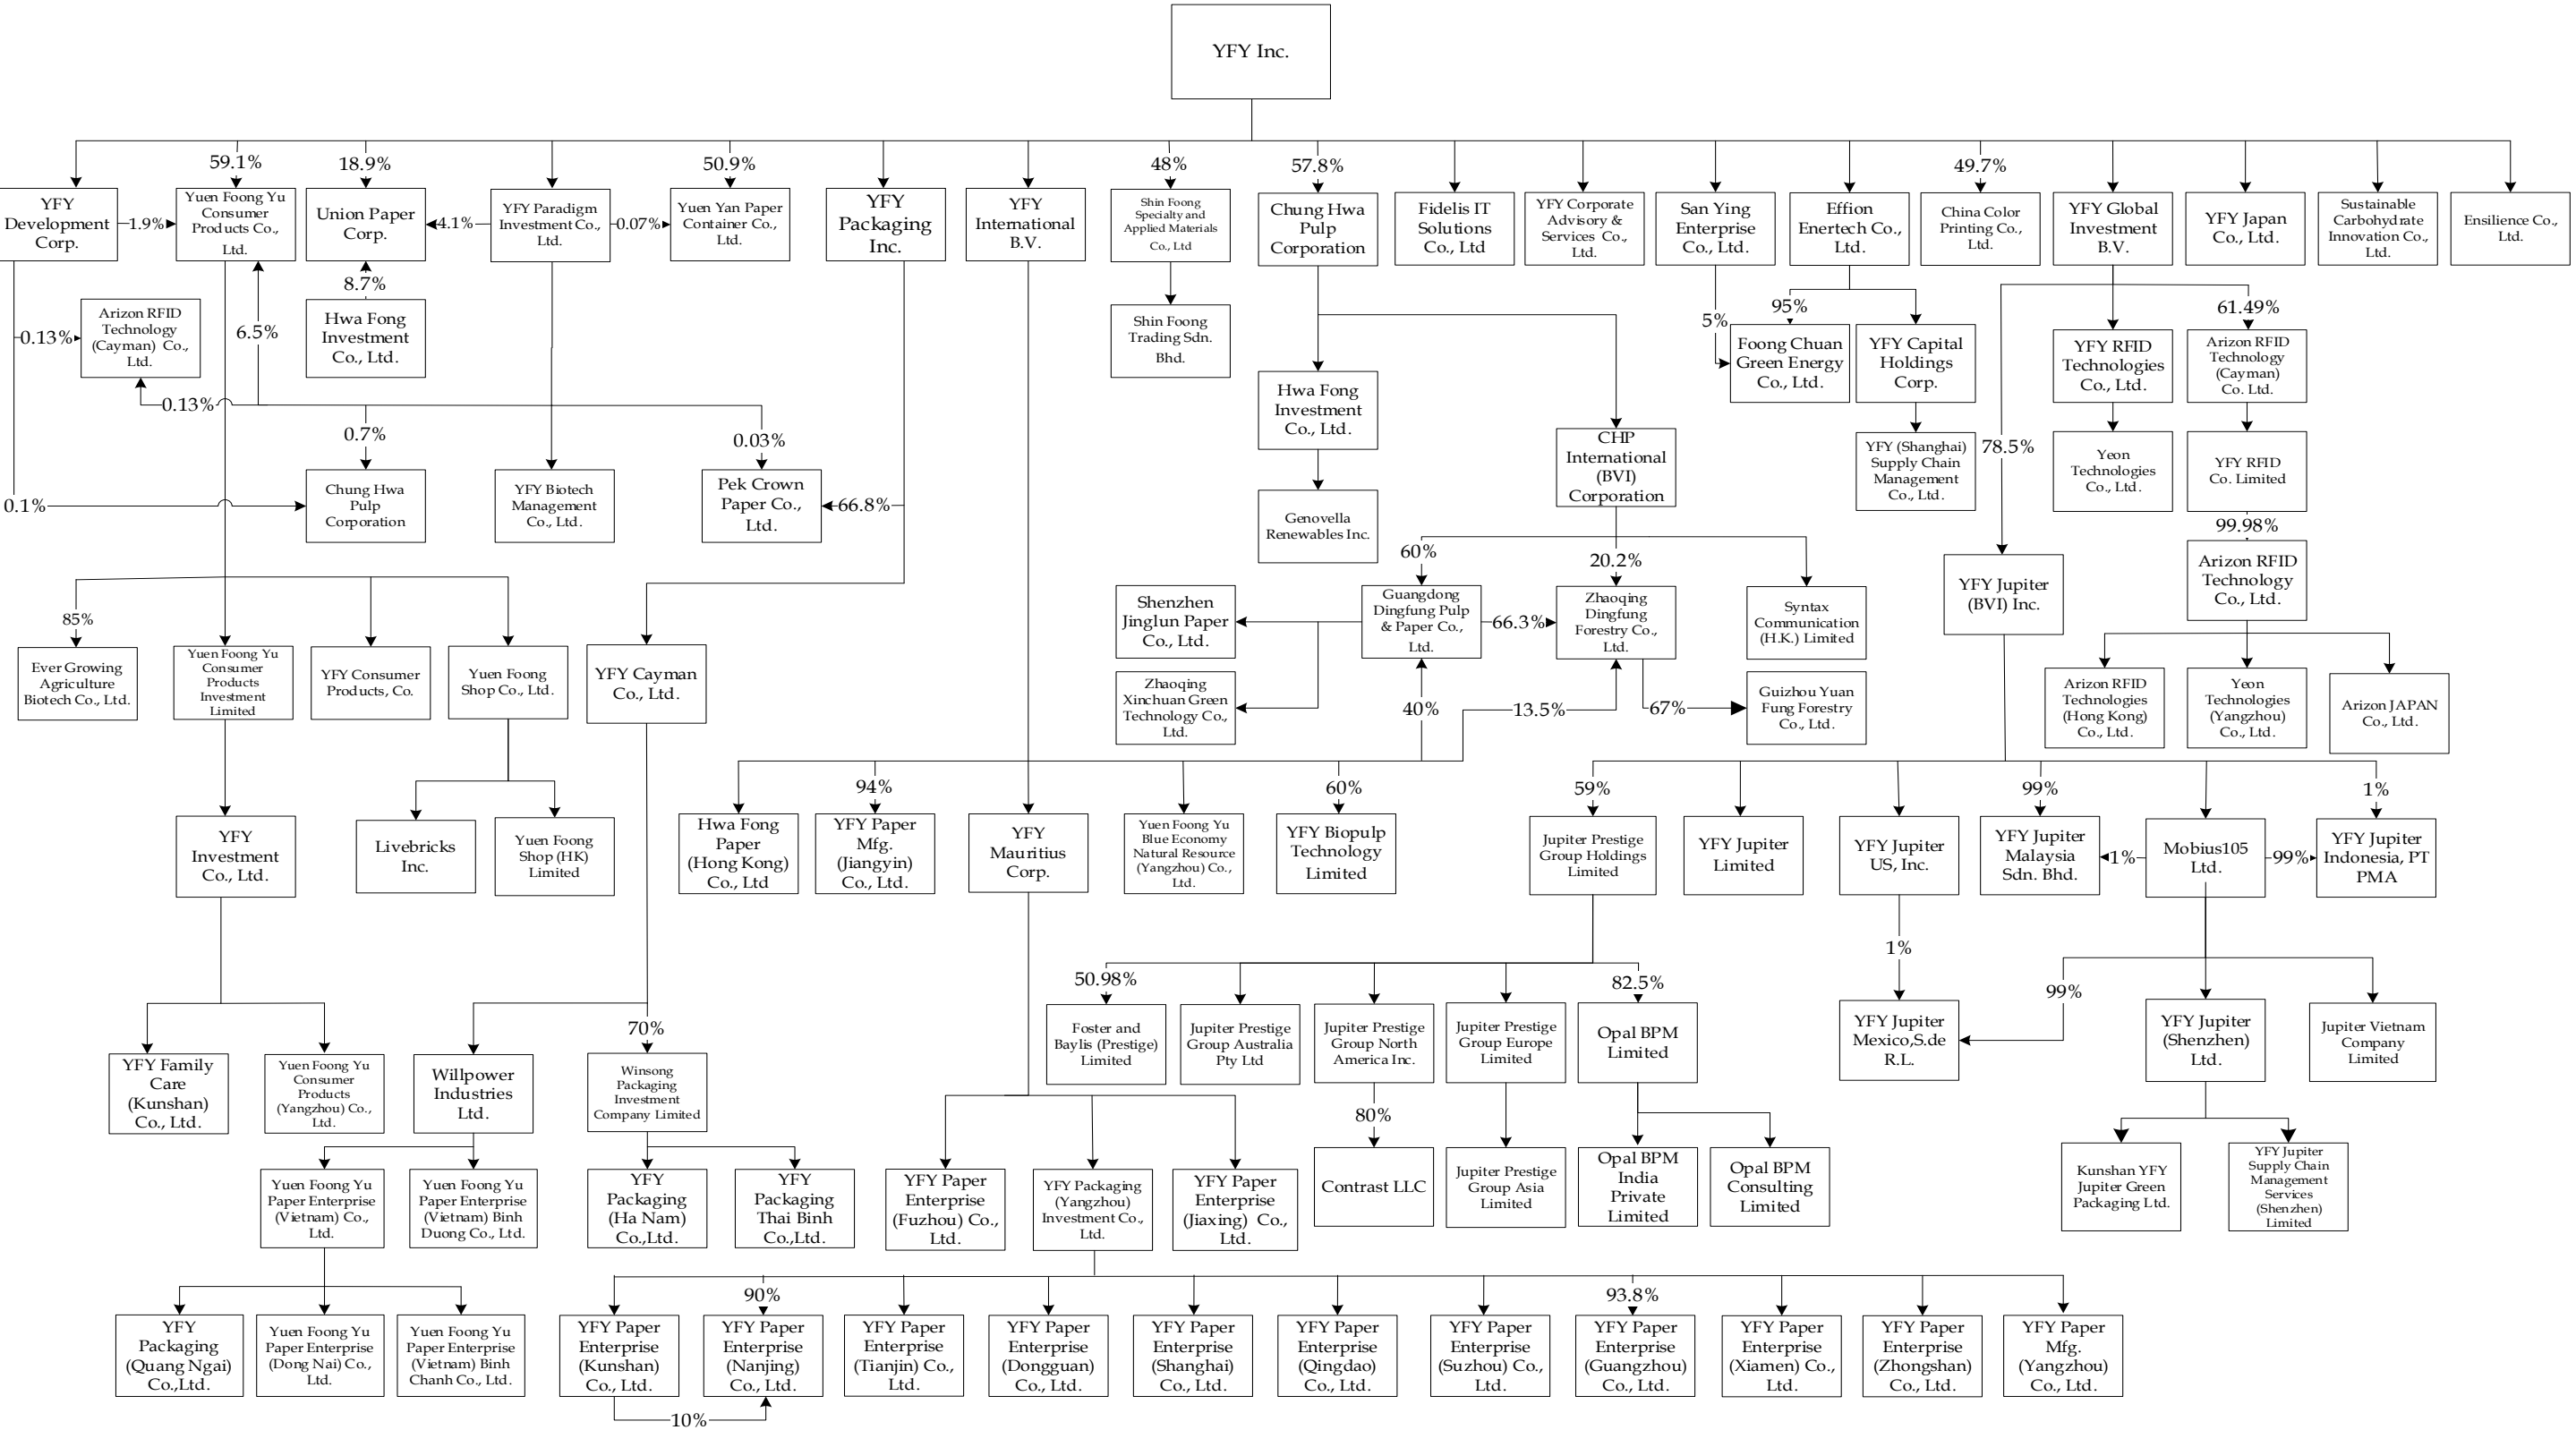 YFY Inc.
59.1%
18.9%
50.9%
48%
57.8%
49.7%
YFY
Development
Corp.
1.9%
Yuen Foong Yu
Consumer
Products Co.,
Ltd.
Union Paper
Corp.
4.1%
YFY Paradigm
Investment Co.,
Ltd.
0.07%
Yuen Yan Paper
Container Co.,
Ltd.
YFY
Packaging
Inc.
YFY
International
B.V.
Shin Foong
Specialty and
Applied Materials
Co., Ltd
Chung Hwa
Pulp
Corporation
Fidelis IT
Solutions
Co., Ltd
YFY Corporate
Advisory &
Services Co.,
Ltd.
San Ying
Enterprise
Co., Ltd.
Effion
Enertech Co.,
Ltd.
China Color
Printing Co.,
Ltd.
YFY Global
Investment
B.V.
YFY Japan
Co., Ltd.
Sustainable
Carbohydrate
Innovation Co.,
Ltd.
Ensilience Co.,
Ltd.
8.7%
0.13%
Arizon RFID
Technology
(Cayman) Co.,
Ltd.
6.5%
Hwa Fong
Investment
Co., Ltd.
Shin Foong
Trading Sdn.
Bhd.
5%
95%
61.49%
Foong Chuan
Green Energy
Co., Ltd.
YFY Capital
Holdings
Corp.
YFY RFID
Technologies
Co., Ltd.
Arizon RFID
Technology
(Cayman)
Co. Ltd.
0.13%
0.7%
0.03%
Hwa Fong
Investment
Co., Ltd.
CHP
International
(BVI)
Corporation
YFY (Shanghai)
Supply Chain
Management
Co., Ltd.
78.5%
Yeon
Technologies
Co., Ltd.
YFY RFID
Co. Limited
0.1%
Chung Hwa
Pulp
Corporation
YFY Biotech
Management
Co., Ltd.
Pek Crown
Paper Co.,
Ltd.
66.8%
Genovella
Renewables Inc.
99.98%
60%
20.2%
YFY Jupiter
(BVI) Inc.
Arizon RFID
Technology
Co., Ltd.
85%
Shenzhen
Jinglun Paper
Co., Ltd.
Guangdong
Dingfung Pulp
& Paper Co.,
Ltd.
66.3%
Zhaoqing
Dingfung
Forestry Co.,
Ltd.
Syntax
Communication
(H.K.) Limited
Ever Growing
Agriculture
Biotech Co., Ltd.
Yuen Foong Yu
Consumer
Products
Investment
Limited
YFY Consumer
Products, Co.
Yuen Foong
Shop Co., Ltd.
YFY Cayman
Co., Ltd.
Zhaoqing
Xinchuan Green
Technology Co.,
Ltd.
40%
13.5%
67%
Guizhou Yuan
Fung Forestry
Co., Ltd.
Arizon RFID
Technologies
(Hong Kong)
Co., Ltd.
Yeon
Technologies
(Yangzhou)
Co., Ltd.
Arizon JAPAN
Co., Ltd.
94%
60%
59%
99%
1%
YFY
Investment
Co., Ltd.
Livebricks
Inc.
Yuen Foong
Shop (HK)
Limited
Hwa Fong
Paper
(Hong Kong)
Co., Ltd
YFY Paper
Mfg.
(Jiangyin)
Co., Ltd.
YFY
Mauritius
Corp.
Yuen Foong Yu
Blue Economy
Natural Resource
(Yangzhou) Co.,
Ltd.
YFY Biopulp
Technology
Limited
Jupiter Prestige
Group Holdings
Limited
YFY Jupiter
Limited
YFY Jupiter
US, Inc.
YFY Jupiter
Malaysia
Sdn. Bhd.
1%
Mobius105
Ltd.
99%
YFY Jupiter
Indonesia, PT
PMA
1%
50.98%
82.5%
99%
70%
Foster and
Baylis (Prestige)
Limited
Jupiter Prestige
Group Australia
Pty Ltd
Jupiter Prestige
Group North
America Inc.
Jupiter Prestige
Group Europe
Limited
Opal BPM
Limited
YFY Jupiter
Mexico,S.de
R.L.
YFY Jupiter
(Shenzhen)
Ltd.
Jupiter Vietnam
Company
Limited
YFY Family
Care
(Kunshan)
Co., Ltd.
Yuen Foong Yu
Consumer
Products
(Yangzhou) Co.,
Ltd.
Willpower
Industries
Ltd.
Winsong
Packaging
Investment
Company Limited
80%
Yuen Foong Yu
Paper Enterprise
(Vietnam) Co.,
Ltd.
Yuen Foong Yu
Paper Enterprise
(Vietnam) Binh
Duong Co., Ltd.
YFY
Packaging
(Ha Nam)
Co.,Ltd.
YFY
Packaging
Thai Binh
Co.,Ltd.
YFY Paper
Enterprise
(Fuzhou) Co.,
Ltd.
YFY Packaging
(Yangzhou)
Investment Co.,
Ltd.
YFY Paper
Enterprise
(Jiaxing) Co.,
Ltd.
Contrast LLC
Jupiter Prestige
Group Asia
Limited
Opal BPM
India
Private
Limited
Opal BPM
Consulting
Limited
Kunshan YFY
Jupiter Green
Packaging Ltd.
YFY Jupiter
Supply Chain
Management
Services
(Shenzhen)
Limited
90%
93.8%
YFY
Packaging
(Quang Ngai)
Co.,Ltd.
Yuen Foong Yu
Paper Enterprise
(Dong Nai) Co.,
Ltd.
Yuen Foong Yu
Paper Enterprise
(Vietnam) Binh
Chanh Co., Ltd.
YFY Paper
Enterprise
(Kunshan)
Co., Ltd.
YFY Paper
Enterprise
(Nanjing)
Co., Ltd.
YFY Paper
Enterprise
(Tianjin) Co.,
Ltd.
YFY Paper
Enterprise
(Dongguan)
Co., Ltd.
YFY Paper
Enterprise
(Shanghai)
Co., Ltd.
YFY Paper
Enterprise
(Qingdao)
Co., Ltd.
YFY Paper
Enterprise
(Suzhou) Co.,
Ltd.
YFY Paper
Enterprise
(Guangzhou)
Co., Ltd.
YFY Paper
Enterprise
(Xiamen) Co.,
Ltd.
YFY Paper
Enterprise
(Zhongshan)
Co., Ltd.
YFY Paper
Mfg.
(Yangzhou)
Co., Ltd.
10%